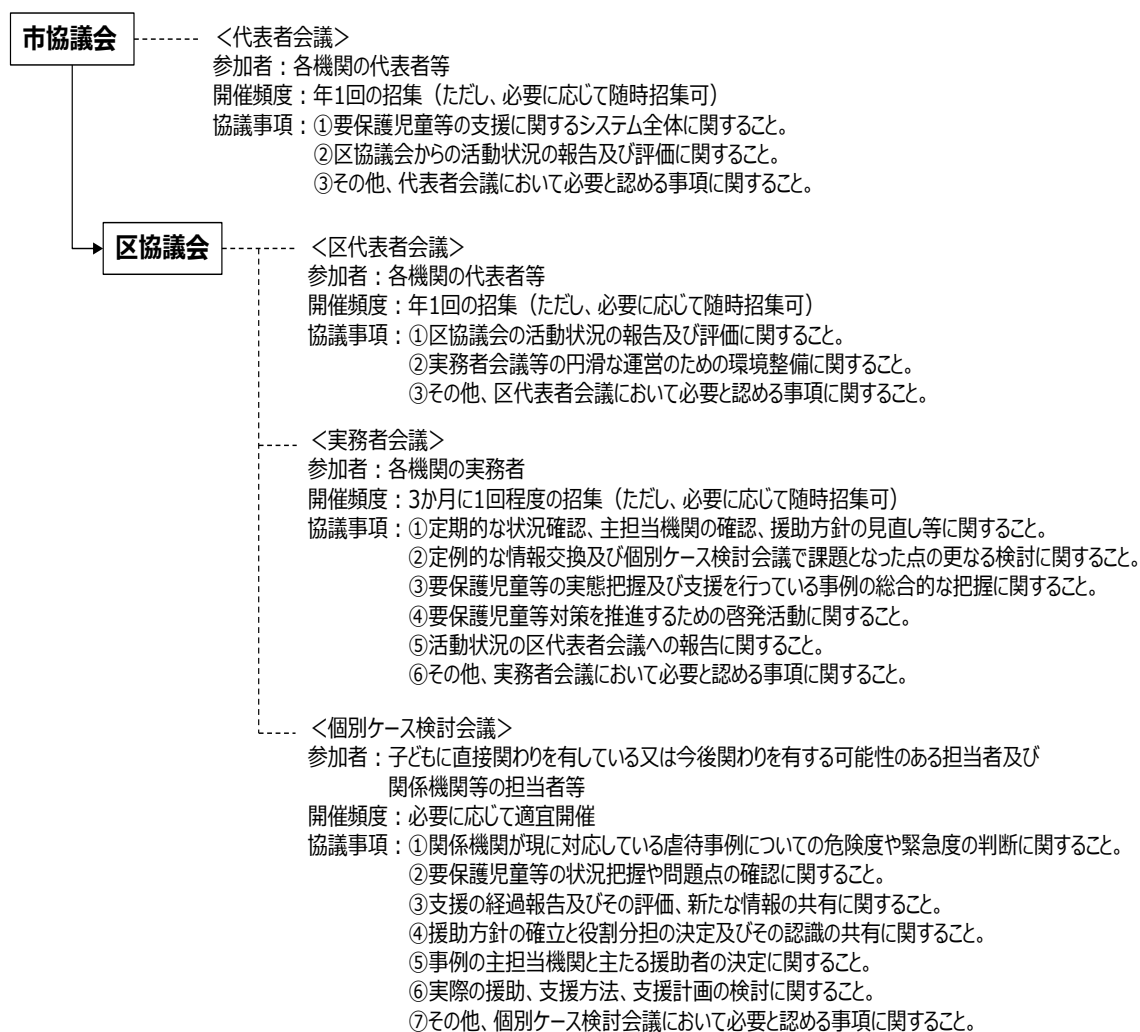 市協議会
＜代表者会議＞
参加者：各機関の代表者等
開催頻度：年1回の招集（ただし、必要に応じて随時招集可）
協議事項：①要保護児童等の支援に関するシステム全体に関すること。
②区協議会からの活動状況の報告及び評価に関すること。
③その他、代表者会議において必要と認める事項に関すること。
区協議会
＜区代表者会議＞
参加者：各機関の代表者等
開催頻度：年1回の招集（ただし、必要に応じて随時招集可）
協議事項：①区協議会の活動状況の報告及び評価に関すること。
②実務者会議等の円滑な運営のための環境整備に関すること。
③その他、区代表者会議において必要と認める事項に関すること。
＜実務者会議＞
参加者：各機関の実務者
開催頻度：3か月に1回程度の招集（ただし、必要に応じて随時招集可）
協議事項：①定期的な状況確認、主担当機関の確認、援助方針の見直し等に関すること。
②定例的な情報交換及び個別ケース検討会議で課題となった点の更なる検討に関すること。
③要保護児童等の実態把握及び支援を行っている事例の総合的な把握に関すること。
④要保護児童等対策を推進するための啓発活動に関すること。
⑤活動状況の区代表者会議への報告に関すること。
⑥その他、実務者会議において必要と認める事項に関すること。
＜個別ケース検討会議＞
参加者：子どもに直接関わりを有している又は今後関わりを有する可能性のある担当者及び
関係機関等の担当者等
開催頻度：必要に応じて適宜開催
協議事項：①関係機関が現に対応している虐待事例についての危険度や緊急度の判断に関すること。
②要保護児童等の状況把握や問題点の確認に関すること。
③支援の経過報告及びその評価、新たな情報の共有に関すること。
④援助方針の確立と役割分担の決定及びその認識の共有に関すること。
⑤事例の主担当機関と主たる援助者の決定に関すること。
⑥実際の援助、支援方法、支援計画の検討に関すること。
⑦その他、個別ケース検討会議において必要と認める事項に関すること。